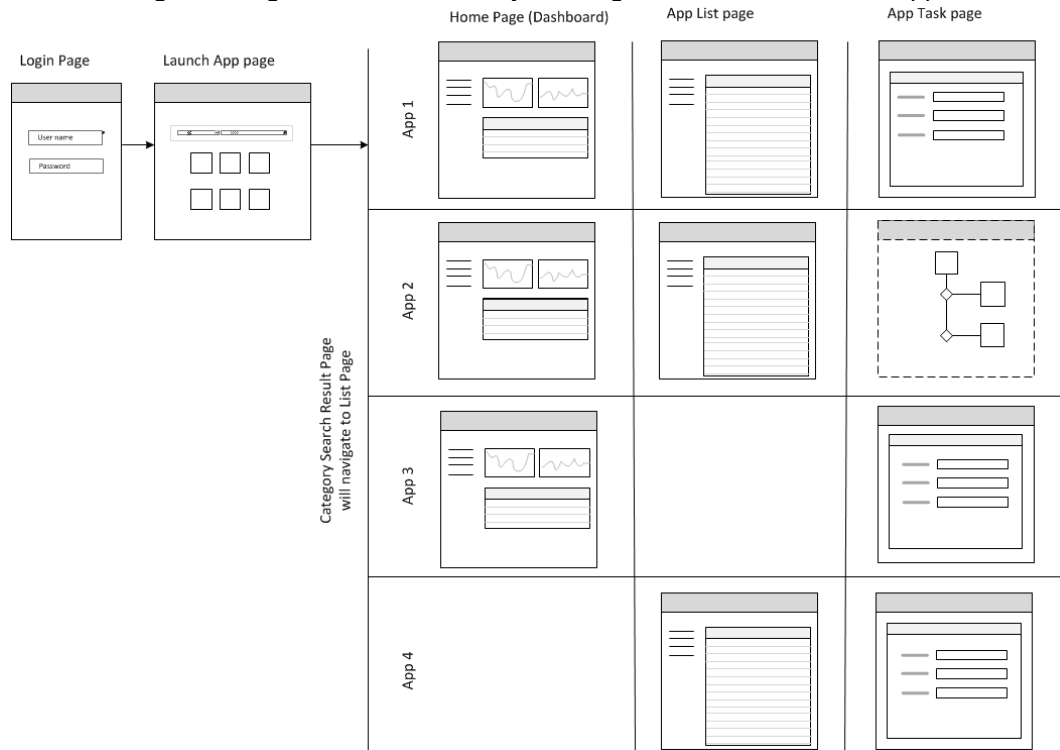 Home Page (Dashboard)
App List page
App Task page
Login Page
Launch App page
User name
Password
App 1
App 2
Category Search Result Page
will navigate to List Page
App 3
App 4